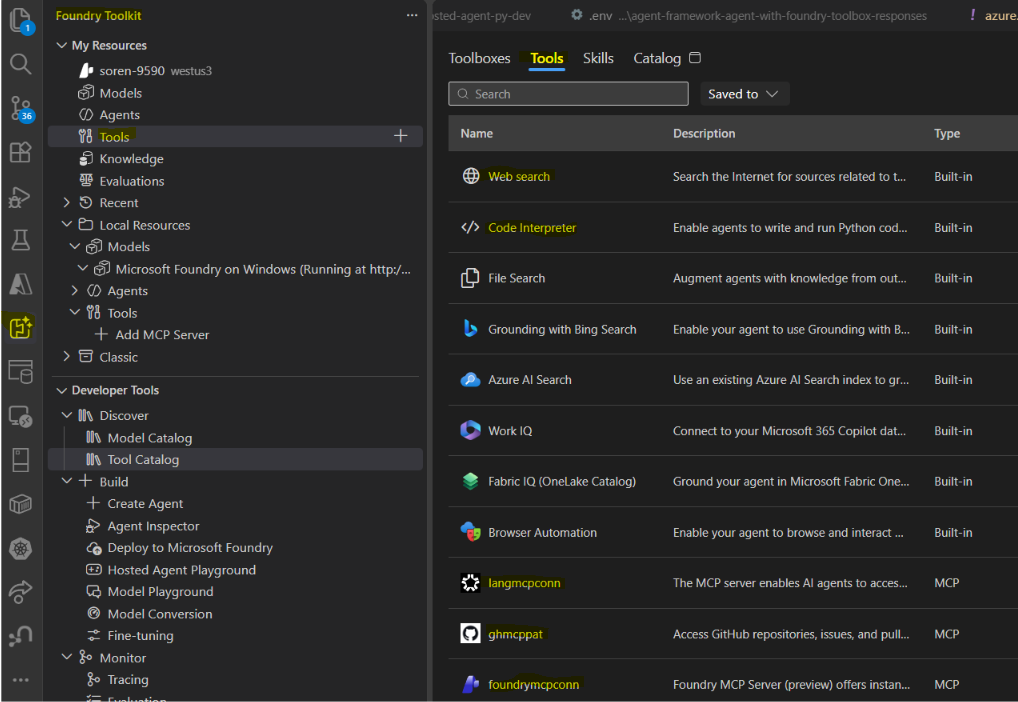 Foundry Toolkit
My Resources
soren-9590 westus3
Models
Agents
Tools
Knowledge
Evaluations
Recent
Local Resources
Models
Microsoft Foundry on Windows (Running at http:/...
Agents
Tools
Add MCP Server
Classic
Developer Tools
Discover
Model Catalog
Tool Catalog
Build
Create Agent
Agent Inspector
Deploy to Microsoft Foundry
Hosted Agent Playground
Model Playground
Model Conversion
Fine-tuning
Monitor
Tracing
Evaluation
1
36
osted-agent-py-dev .env ...\agent-framework-agent-with-foundry-toolbox-responses ! azure.
Toolboxes Tools Skills Catalog
Search Saved to
Name Description Type
Web search Search the Internet for sources related to t... Built-in
Code Interpreter Enable agents to write and run Python cod... Built-in
File Search Augment agents with knowledge from out... Built-in
Grounding with Bing Search Enable your agent to use Grounding with B... Built-in
Azure AI Search Use an existing Azure AI Search index to gr... Built-in
Work IQ Connect to your Microsoft 365 Copilot dat... Built-in
Fabric IQ (OneLake Catalog) Ground your agent in Microsoft Fabric One... Built-in
Browser Automation Enable your agent to browse and interact ... Built-in
langmcpconn The MCP server enables AI agents to acces... MCP
ghmcppat Access GitHub repositories, issues, and pull... MCP
foundrymcpconn Foundry MCP Server (preview) offers instan... MCP